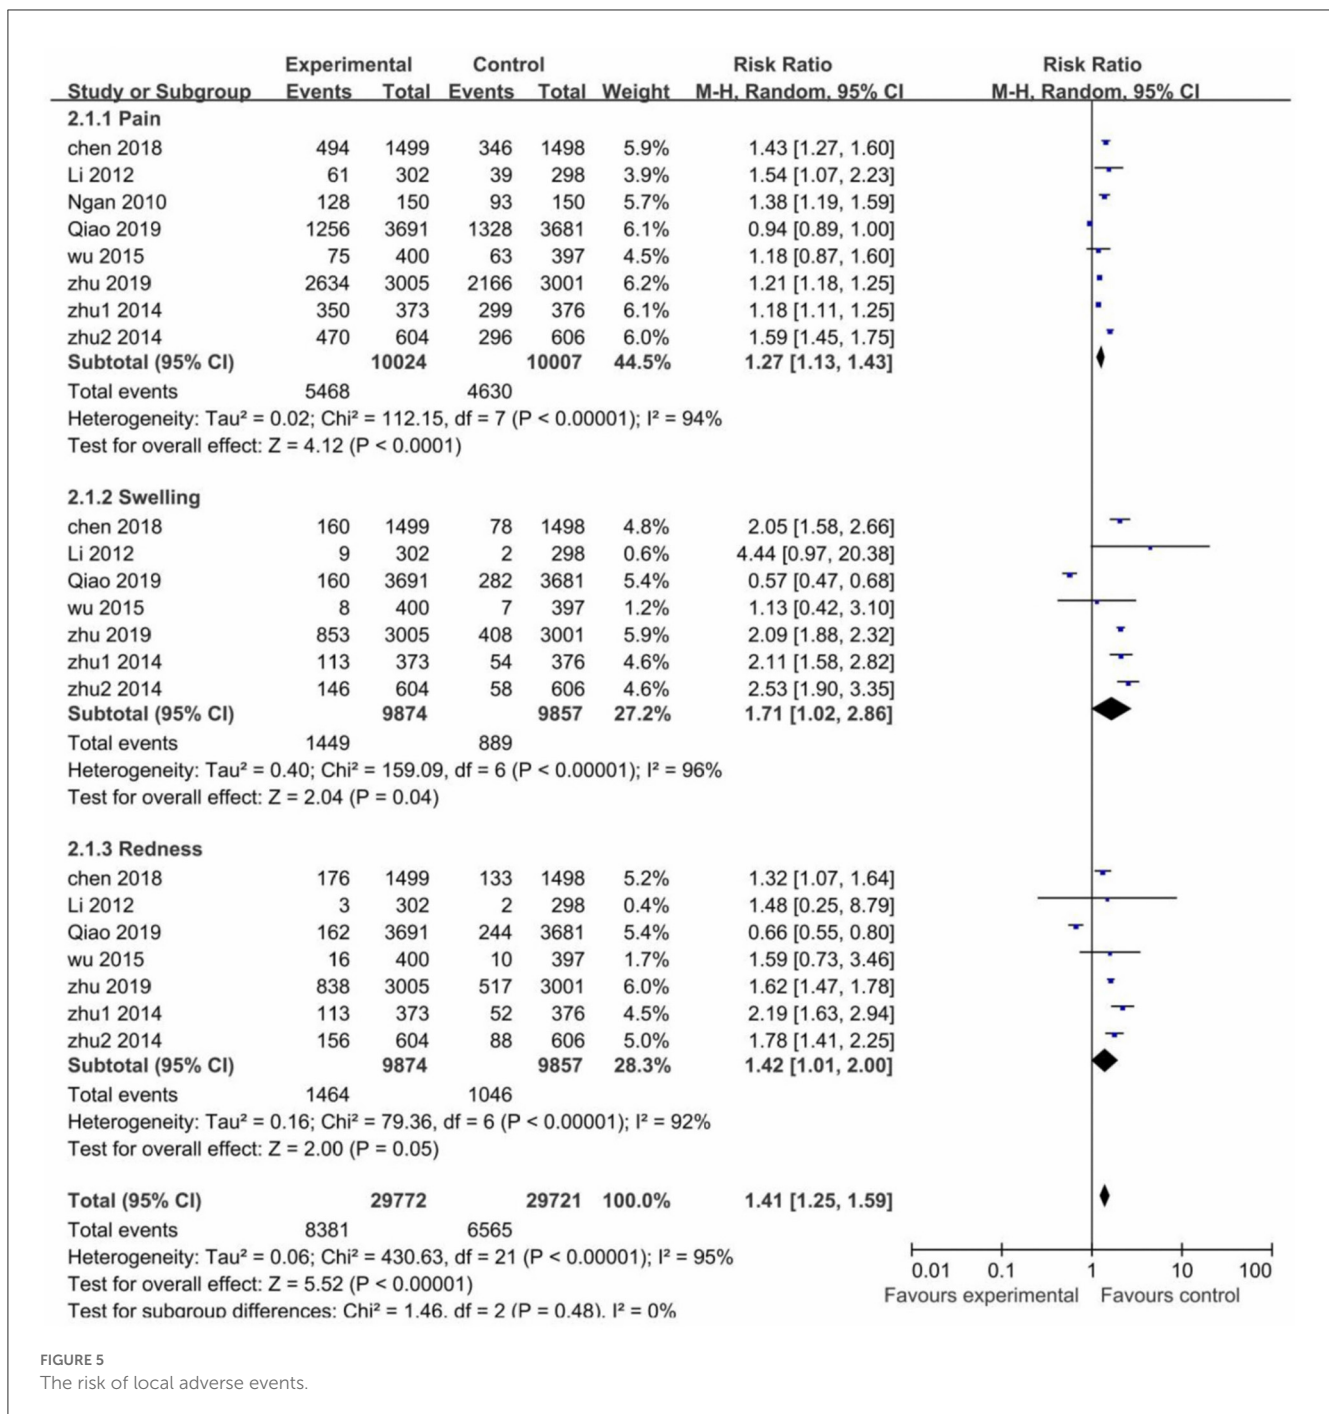 Experimental Control Risk Ratio Risk Ratio
Study or Subgroup Events Total Events Total Weight M-H, Random, 95% CI M-H, Random, 95% CI
2.1.1 Pain
chen 2018 494 1499 346 1498 5.9% 1.43 [1.27, 1.60]
Li 2012 61 302 39 298 3.9% 1.54 [1.07, 2.23]
Ngan 2010 128 150 93 150 5.7% 1.38 [1.19, 1.59]
Qiao 2019 1256 3691 1328 3681 6.1% 0.94 [0.89, 1.00]
wu 2015 75 400 63 397 4.5% 1.18 [0.87, 1.60]
zhu 2019 2634 3005 2166 3001 6.2% 1.21 [1.18, 1.25]
zhu1 2014 350 373 299 376 6.1% 1.18 [1.11, 1.25]
zhu2 2014 470 604 296 606 6.0% 1.59 [1.45, 1.75]
Subtotal (95% CI) 10024 10007 44.5% 1.27 [1.13, 1.43]
Total events 5468 4630
Heterogeneity: Tau² = 0.02; Chi² = 112.15, df = 7 (P < 0.00001); I² = 94%
Test for overall effect: Z = 4.12 (P < 0.0001)
2.1.2 Swelling
chen 2018 160 1499 78 1498 4.8% 2.05 [1.58, 2.66]
Li 2012 9 302 2 298 0.6% 4.44 [0.97, 20.38]
Qiao 2019 160 3691 282 3681 5.4% 0.57 [0.47, 0.68]
wu 2015 8 400 7 397 1.2% 1.13 [0.42, 3.10]
zhu 2019 853 3005 408 3001 5.9% 2.09 [1.88, 2.32]
zhu1 2014 113 373 54 376 4.6% 2.11 [1.58, 2.82]
zhu2 2014 146 604 58 606 4.6% 2.53 [1.90, 3.35]
Subtotal (95% CI) 9874 9857 27.2% 1.71 [1.02, 2.86]
Total events 1449 889
Heterogeneity: Tau² = 0.40; Chi² = 159.09, df = 6 (P < 0.00001); I² = 96%
Test for overall effect: Z = 2.04 (P = 0.04)
2.1.3 Redness
chen 2018 176 1499 133 1498 5.2% 1.32 [1.07, 1.64]
Li 2012 3 302 2 298 0.4% 1.48 [0.25, 8.79]
Qiao 2019 162 3691 244 3681 5.4% 0.66 [0.55, 0.80]
wu 2015 16 400 10 397 1.7% 1.59 [0.73, 3.46]
zhu 2019 838 3005 517 3001 6.0% 1.62 [1.47, 1.78]
zhu1 2014 113 373 52 376 4.5% 2.19 [1.63, 2.94]
zhu2 2014 156 604 88 606 5.0% 1.78 [1.41, 2.25]
Subtotal (95% CI) 9874 9857 28.3% 1.42 [1.01, 2.00]
Total events 1464 1046
Heterogeneity: Tau² = 0.16; Chi² = 79.36, df = 6 (P < 0.00001); I² = 92%
Test for overall effect: Z = 2.00 (P = 0.05)
Total (95% CI) 29772 29721 100.0% 1.41 [1.25, 1.59]
Total events 8381 6565
Heterogeneity: Tau² = 0.06; Chi² = 430.63, df = 21 (P < 0.00001); I² = 95%
Test for overall effect: Z = 5.52 (P < 0.00001)
Test for subgroup differences: Chi² = 1.46, df = 2 (P = 0.48), I² = 0%
0.01 0.1 1 10 100
Favours experimental Favours control
FIGURE 5
The risk of local adverse events.